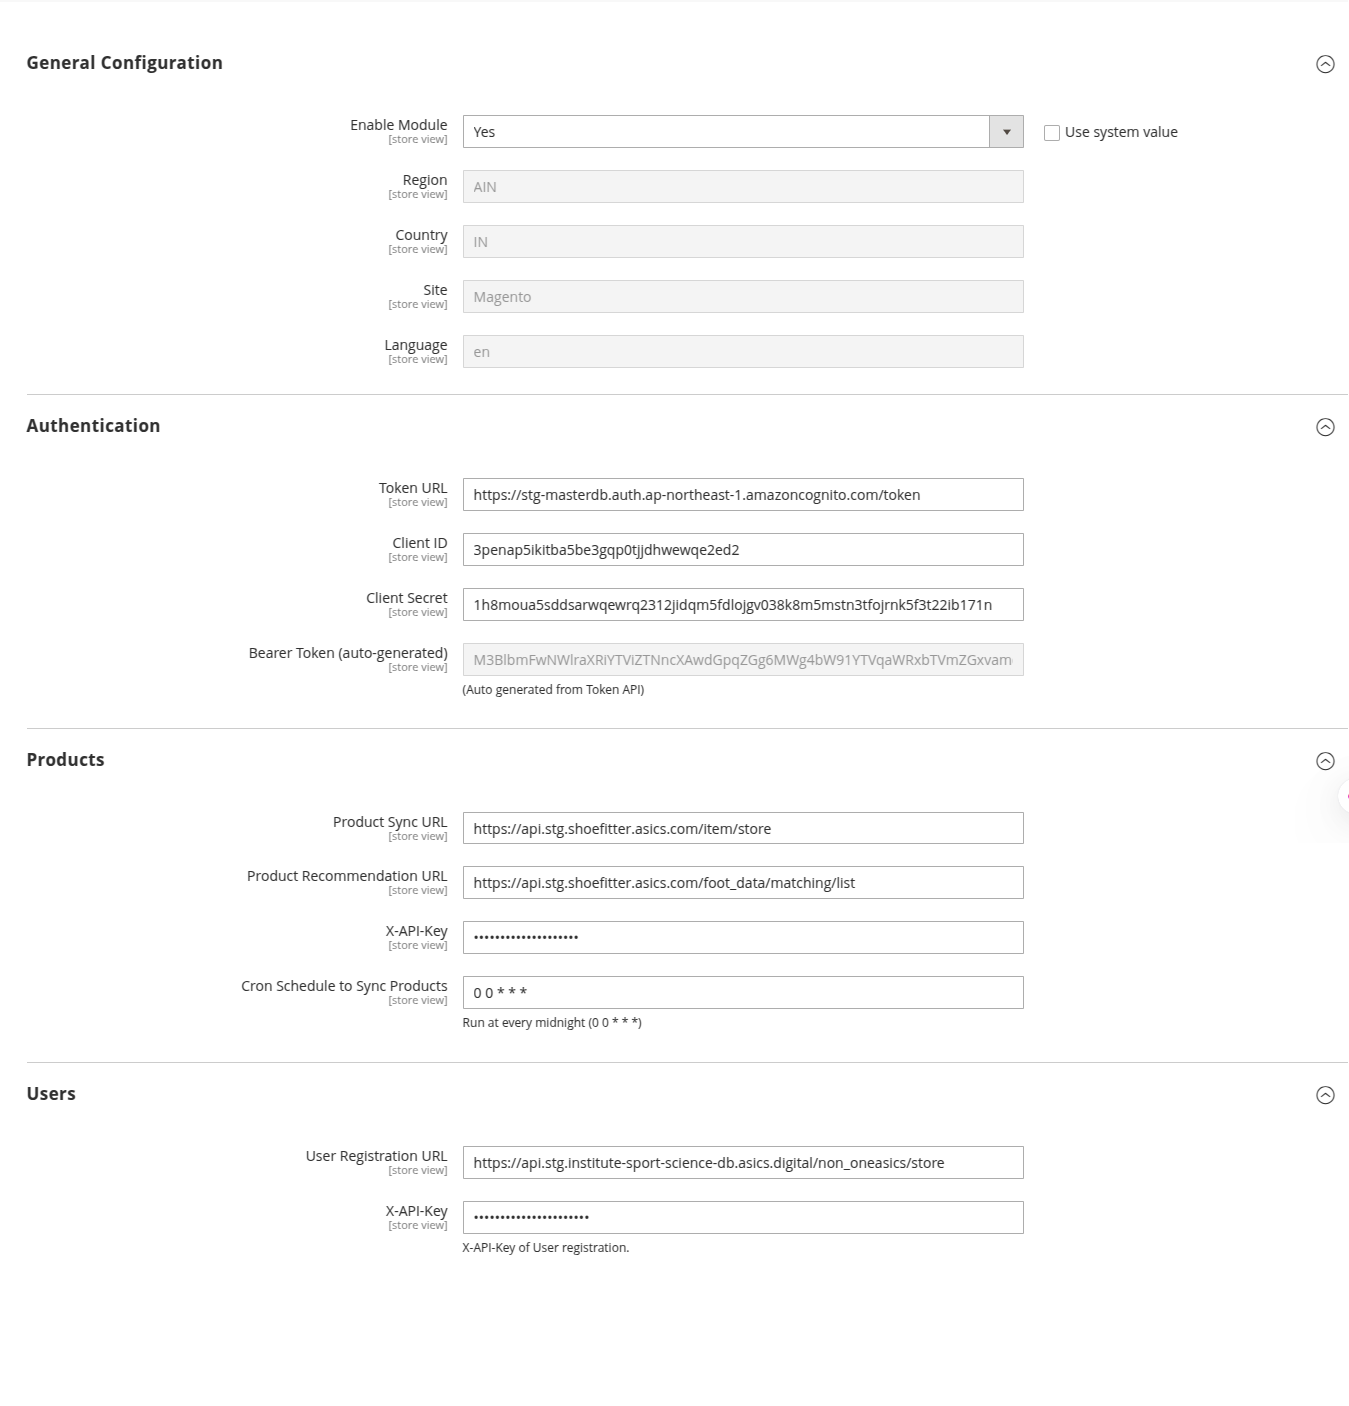 General Configuration
Enable Module
[store view]
Yes
Use system value
Region
[store view]
AIN
Country
[store view]
IN
Site
[store view]
Magento
Language
[store view]
en
Authentication
Token URL
[store view]
https://stg-masterdb.auth.ap-northeast-1.amazoncognito.com/token
Client ID
[store view]
3penap5ikitba5be3gqp0tjjdhwewqe2ed2
Client Secret
[store view]
1h8moua5sddsarwqewrq2312jidqm5fdlojgv038k8m5mstn3tfojrnk5f3t22ib171n
Bearer Token (auto-generated)
[store view]
M3BlbmFwNWlraXRiYTViZTNncXAwdGpqZGg6MWg4bW91YTVqaWRxbTVmZGxvam
(Auto generated from Token API)
Products
Product Sync URL
[store view]
https://api.stg.shoefitter.asics.com/item/store
Product Recommendation URL
[store view]
https://api.stg.shoefitter.asics.com/foot_data/matching/list
X-API-Key
[store view]
••••••••••••••••••••
Cron Schedule to Sync Products
[store view]
0 0 * * *
Run at every midnight (0 0 * * *)
Users
User Registration URL
[store view]
https://api.stg.institute-sport-science-db.asics.digital/non_oneasics/store
X-API-Key
[store view]
••••••••••••••••••••••
X-API-Key of User registration.